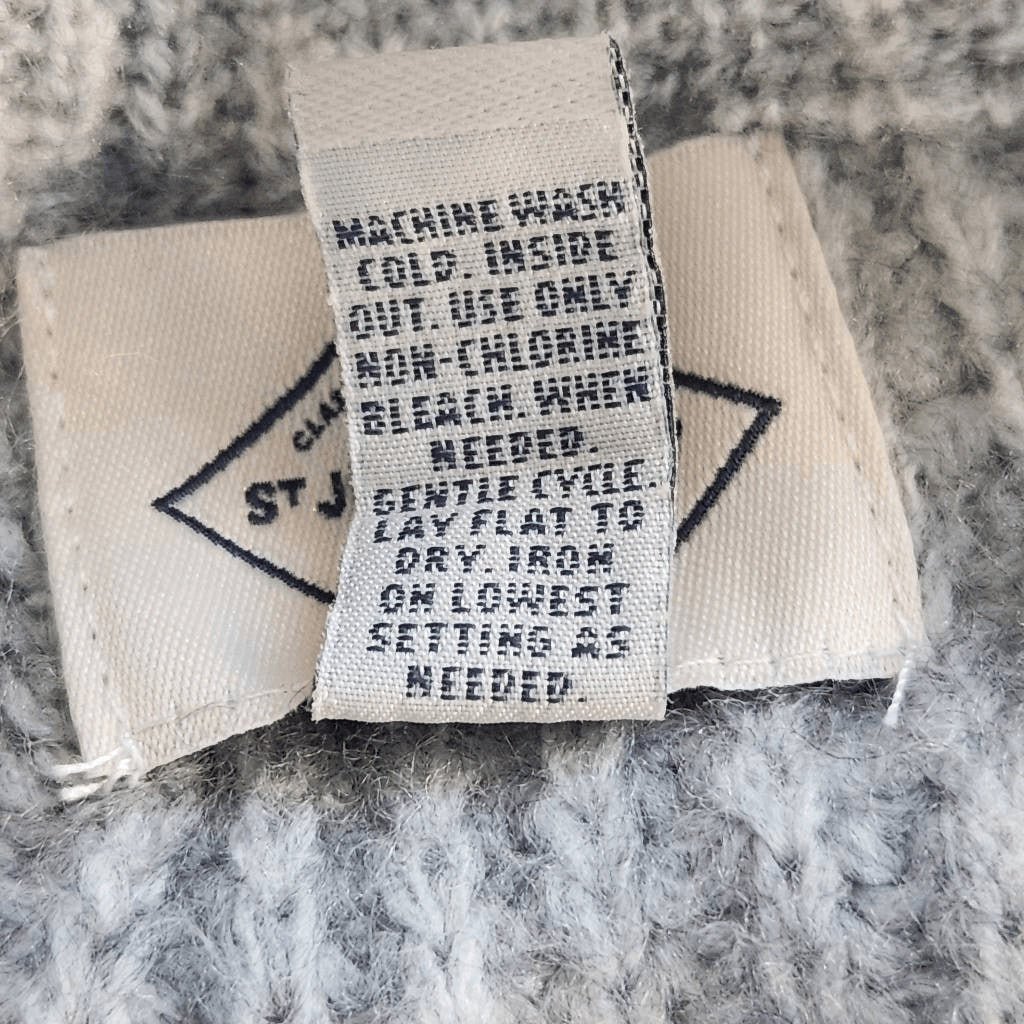 MACHINE WASH
COLD. INSIDE
OUT. USE ONLY
NON-CHLORINE
BLEACH. WHEN
NEEDED.
GENTLE CYCLE.
LAY FLAT TO
DRY. IRON
ON LOWEST
SETTING AS
NEEDED.
ST J